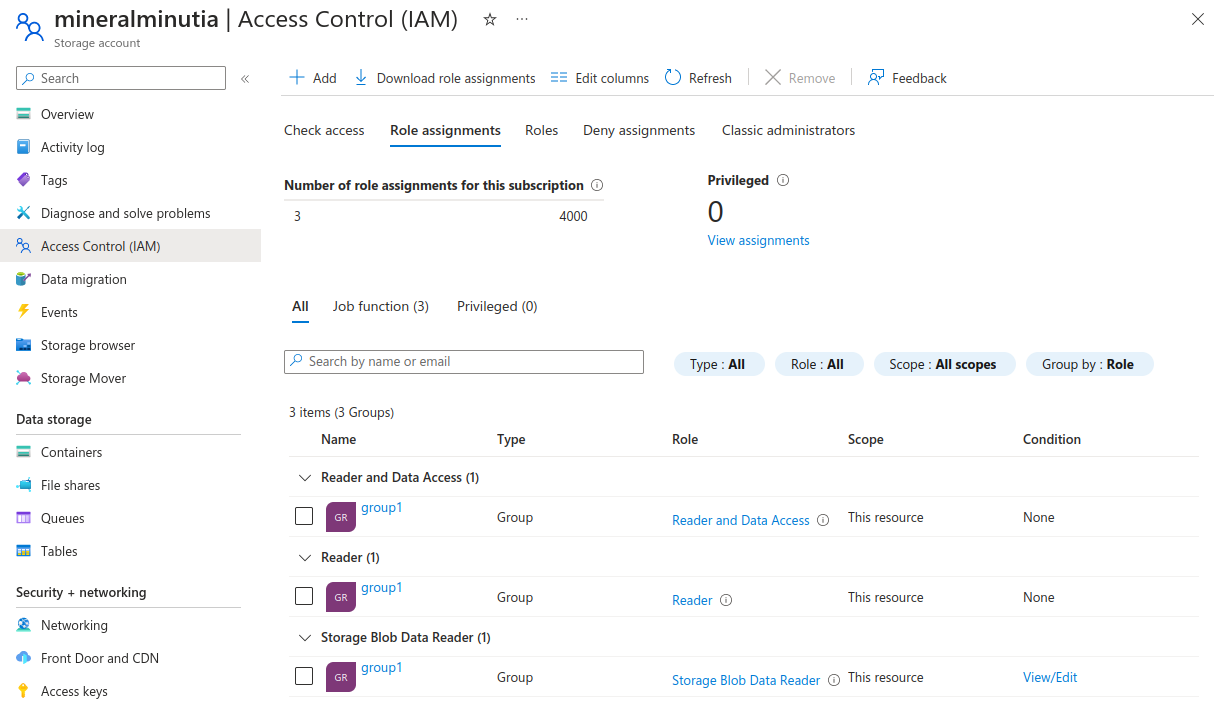 mineralminutia | Access Control (IAM)
Storage account
Search
Overview
Activity log
Tags
Diagnose and solve problems
Access Control (IAM)
Data migration
Events
Storage browser
Storage Mover
Data storage
Containers
File shares
Queues
Tables
Security + networking
Networking
Front Door and CDN
Access keys
Add Download role assignments Edit columns Refresh Remove Feedback
Check access Role assignments Roles Deny assignments Classic administrators
Number of role assignments for this subscription
3 4000
Privileged
0
View assignments
All Job function (3) Privileged (0)
Search by name or email Type : All Role : All Scope : All scopes Group by : Role
3 items (3 Groups)
Name Type Role Scope Condition
Reader and Data Access (1)
GR group1 Group Reader and Data Access This resource None
Reader (1)
GR group1 Group Reader This resource None
Storage Blob Data Reader (1)
GR group1 Group Storage Blob Data Reader This resource View/Edit